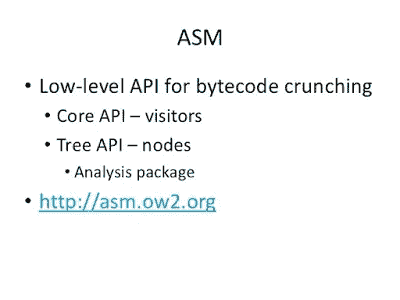 ASM
• Low-level API for bytecode crunching
• Core API – visitors
• Tree API – nodes
• Analysis package
• http://asm.ow2.org